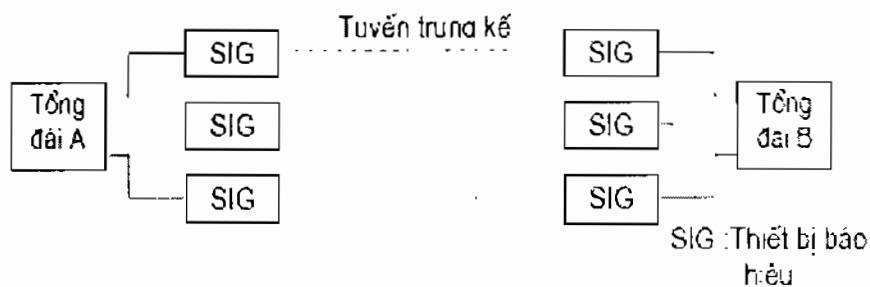 Tuyến trung kế
SIG
SIG
Tổng
đài A
SIG
SIG
Tổng
đài B
SIG
SIG
SIG :Thiết bị báo
hiệu